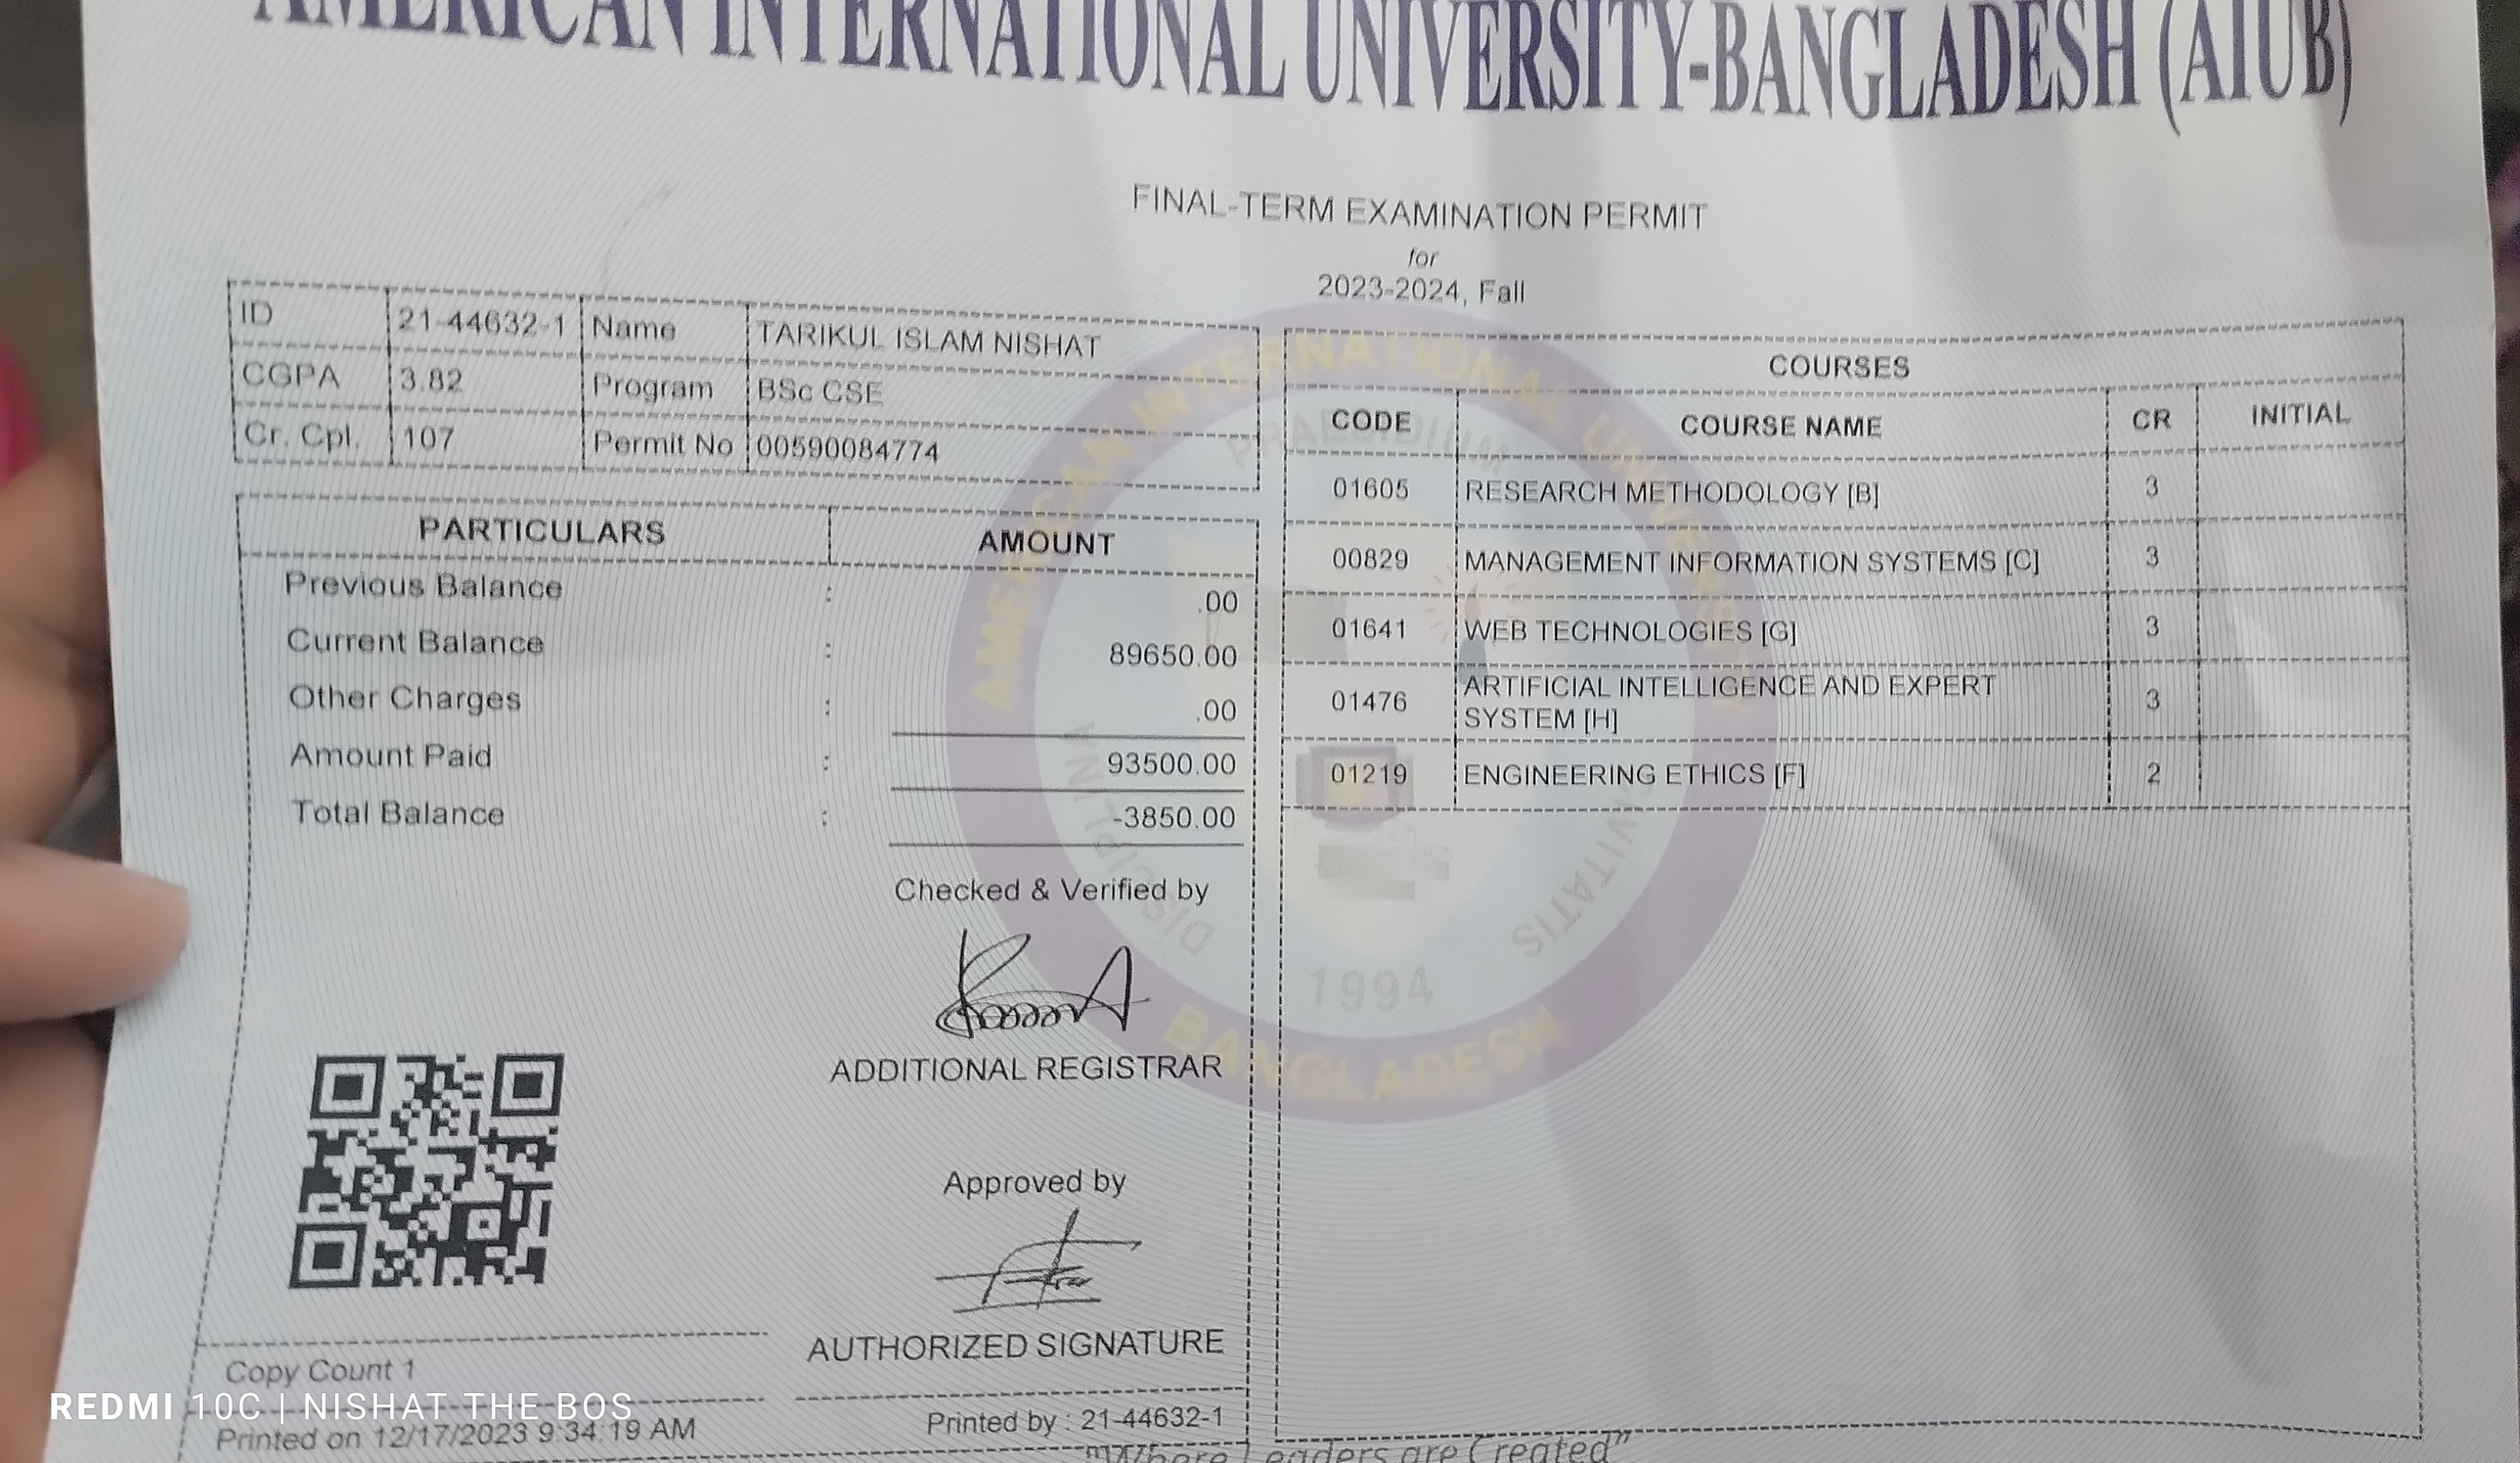 AMERICAN INTERNATIONAL UNIVERSITY-BANGLADESH (AIUB)
FINAL-TERM EXAMINATION PERMIT
for
2023-2024, Fall
ID 21-44632-1 Name TARIKUL ISLAM NISHAT
CGPA 3.82 Program BSc CSE
Cr. Cpl. 107 Permit No 00590084774
PARTICULARS AMOUNT
Previous Balance : .00
Current Balance : 89650.00
Other Charges : .00
Amount Paid : 93500.00
Total Balance : -3850.00
Checked & Verified by
ADDITIONAL REGISTRAR
Approved by
AUTHORIZED SIGNATURE
Copy Count 1
Printed on 12/17/2023 9:34:19 AM
Printed by : 21-44632-1
COURSES
CODE COURSE NAME CR INITIAL
01605 RESEARCH METHODOLOGY [B] 3
00829 MANAGEMENT INFORMATION SYSTEMS [C] 3
01641 WEB TECHNOLOGIES [G] 3
01476 ARTIFICIAL INTELLIGENCE AND EXPERT
SYSTEM [H] 3
01219 ENGINEERING ETHICS [F] 2
AMERICAN INTERNATIONAL UNIVERSITY
BANGLADESH
PRAESIDIUM
DISCIPLINA
1994
"Where Leaders are Created"
REDMI 10C | NISHAT THE BOS